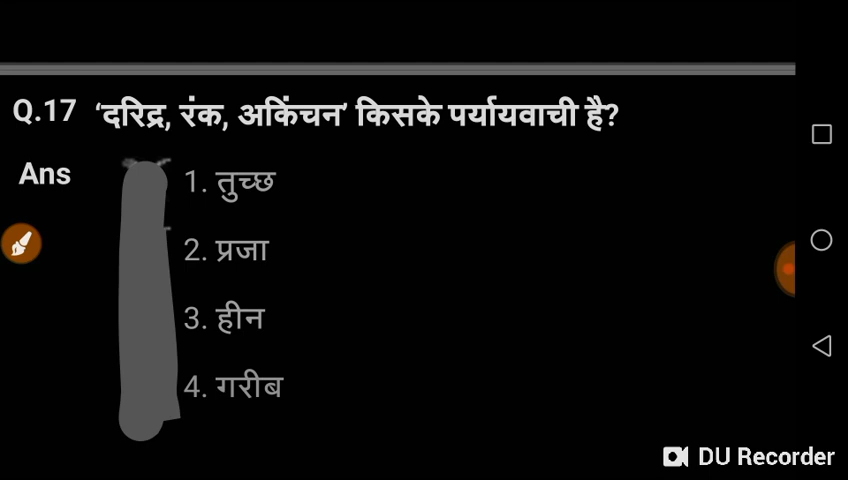 Q.17 ‘दरिद्र, रंक, अकिंचन’ किसके पर्यायवाची है?
Ans 1. तुच्छ
2. प्रजा
3. हीन
4. गरीब
DU Recorder